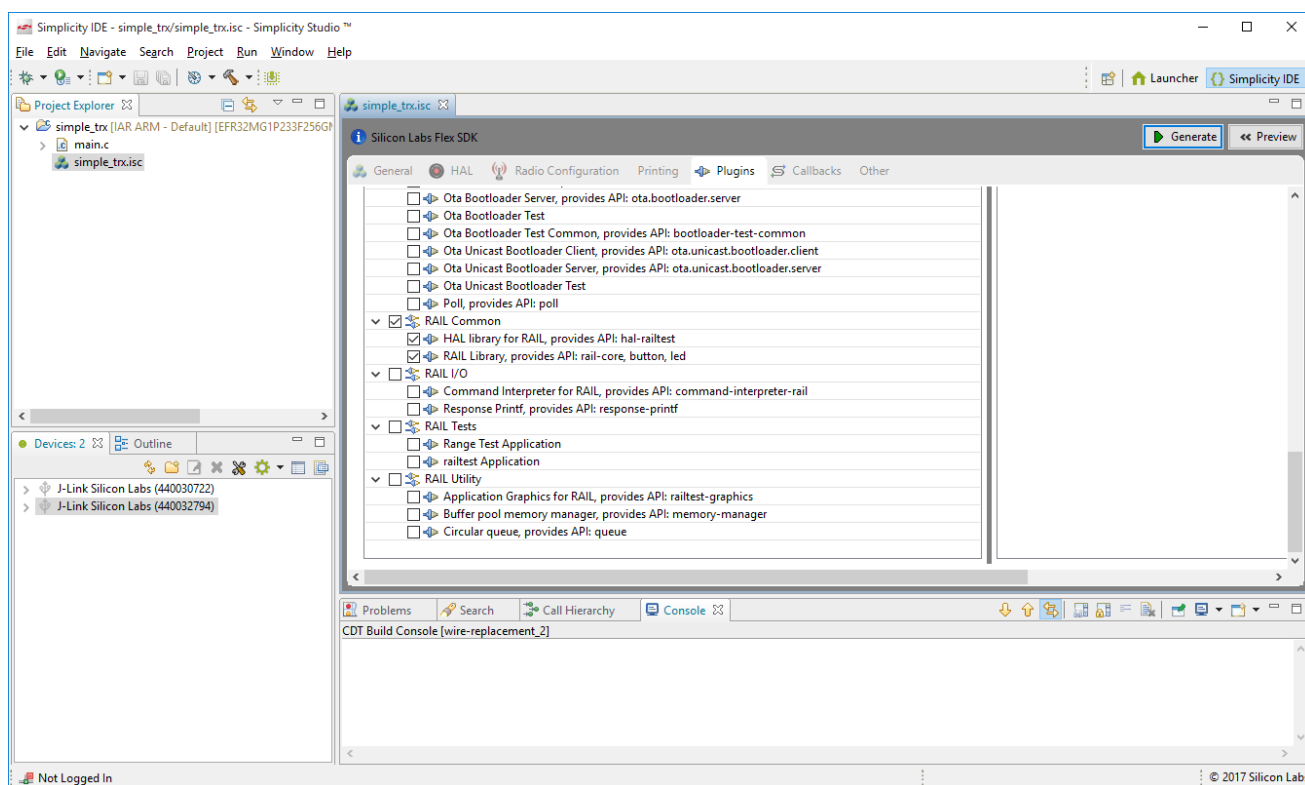 Simplicity IDE - simple_trx/simple_trx.isc - Simplicity Studio ™
File Edit Navigate Search Project Run Window Help
Launcher Simplicity IDE
Project Explorer
simple_trx [IAR ARM - Default] [EFR32MG1P233F256GM
main.c
simple_trx.isc
simple_trx.isc
Silicon Labs Flex SDK
Generate
<< Preview
General HAL Radio Configuration Printing Plugins Callbacks Other
Ota Bootloader Server, provides API: ota.bootloader.server
Ota Bootloader Test
Ota Bootloader Test Common, provides API: bootloader-test-common
Ota Unicast Bootloader Client, provides API: ota.unicast.bootloader.client
Ota Unicast Bootloader Server, provides API: ota.unicast.bootloader.server
Ota Unicast Bootloader Test
Poll, provides API: poll
RAIL Common
HAL library for RAIL, provides API: hal-railtest
RAIL Library, provides API: rail-core, button, led
RAIL I/O
Command Interpreter for RAIL, provides API: command-interpreter-rail
Response Printf, provides API: response-printf
RAIL Tests
Range Test Application
railtest Application
RAIL Utility
Application Graphics for RAIL, provides API: railtest-graphics
Buffer pool memory manager, provides API: memory-manager
Circular queue, provides API: queue
Devices: 2 Outline
J-Link Silicon Labs (440030722)
J-Link Silicon Labs (440032794)
Problems Search Call Hierarchy Console
CDT Build Console [wire-replacement_2]
Not Logged In
© 2017 Silicon Labs